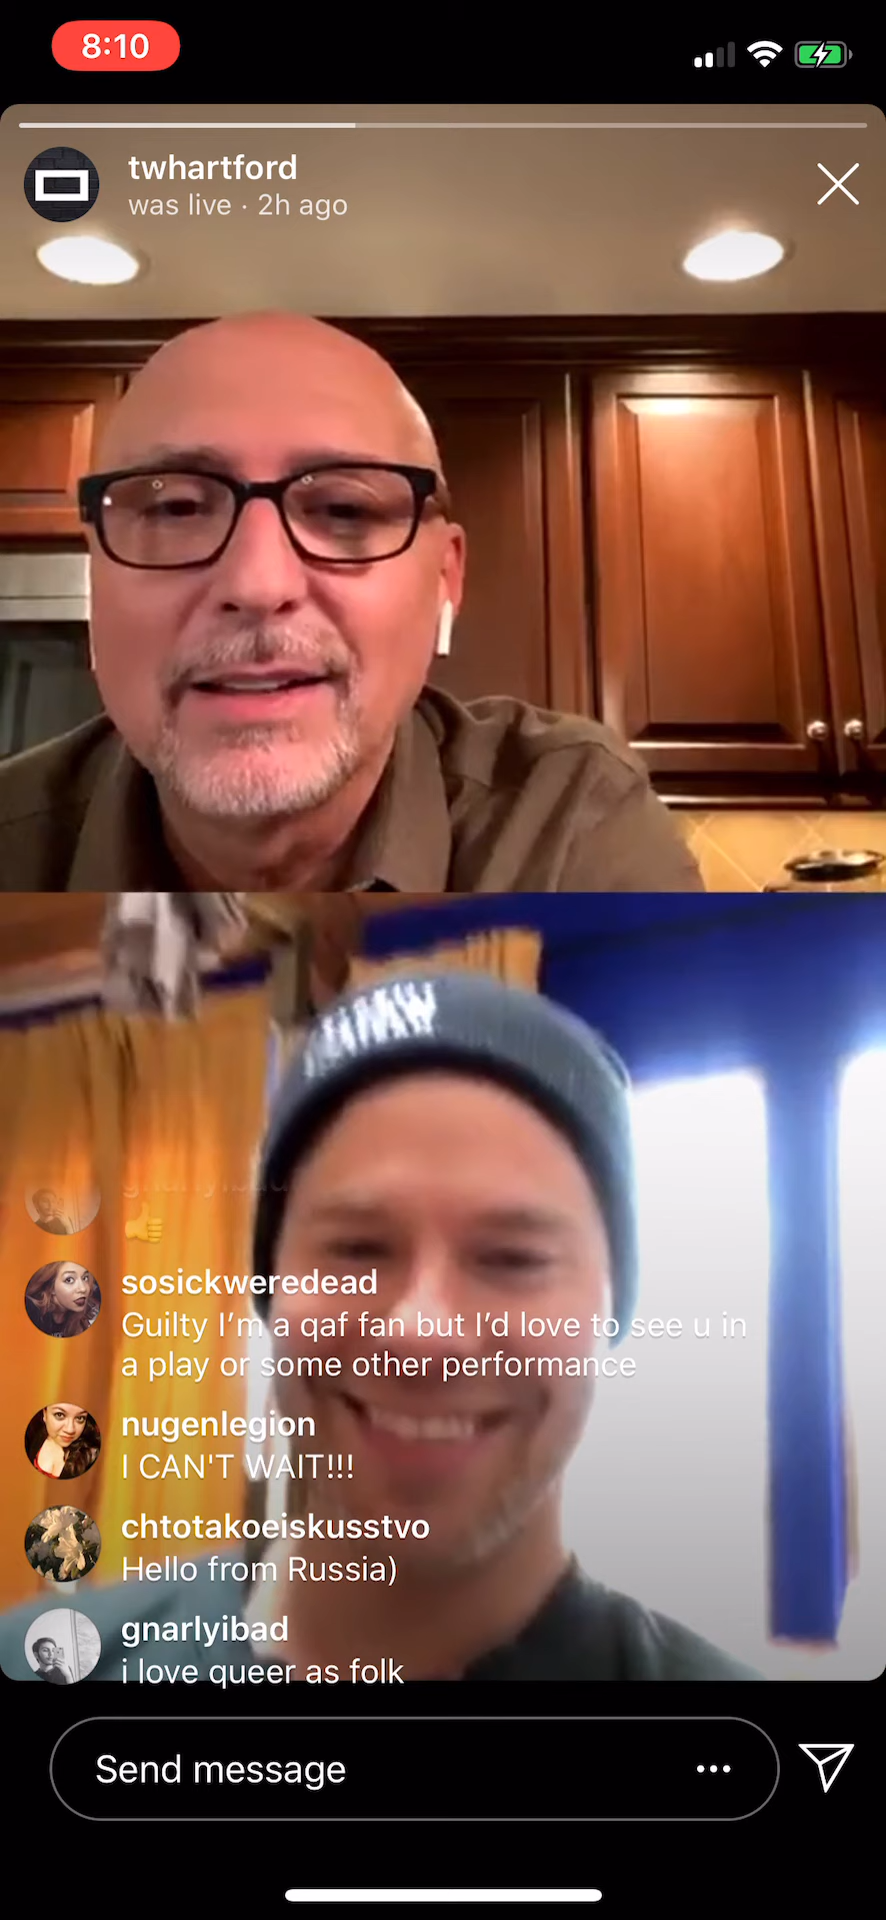 8:10
twhartford
was live · 2h ago
gnarlyibad
👍
sosickweredead
Guilty I'm a qaf fan but I'd love to see u in
a play or some other performance
nugenlegion
I CAN'T WAIT!!!
chtotakoeiskusstvo
Hello from Russia)
gnarlyibad
i love queer as folk
Send message